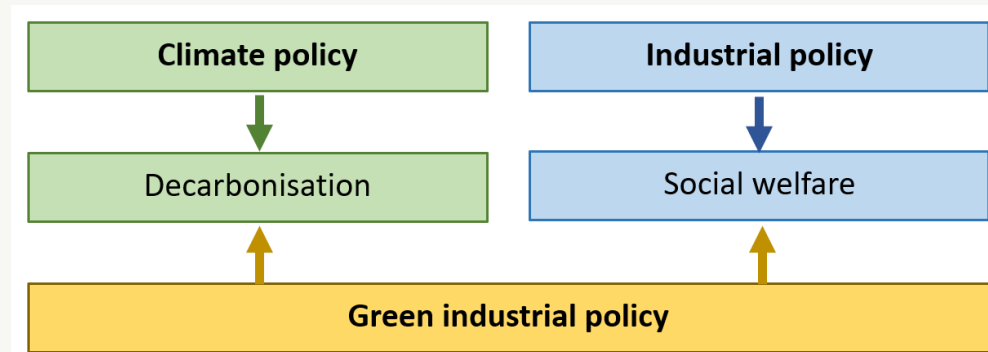 Climate policy
Industrial policy
Decarbonisation
Social welfare
Green industrial policy